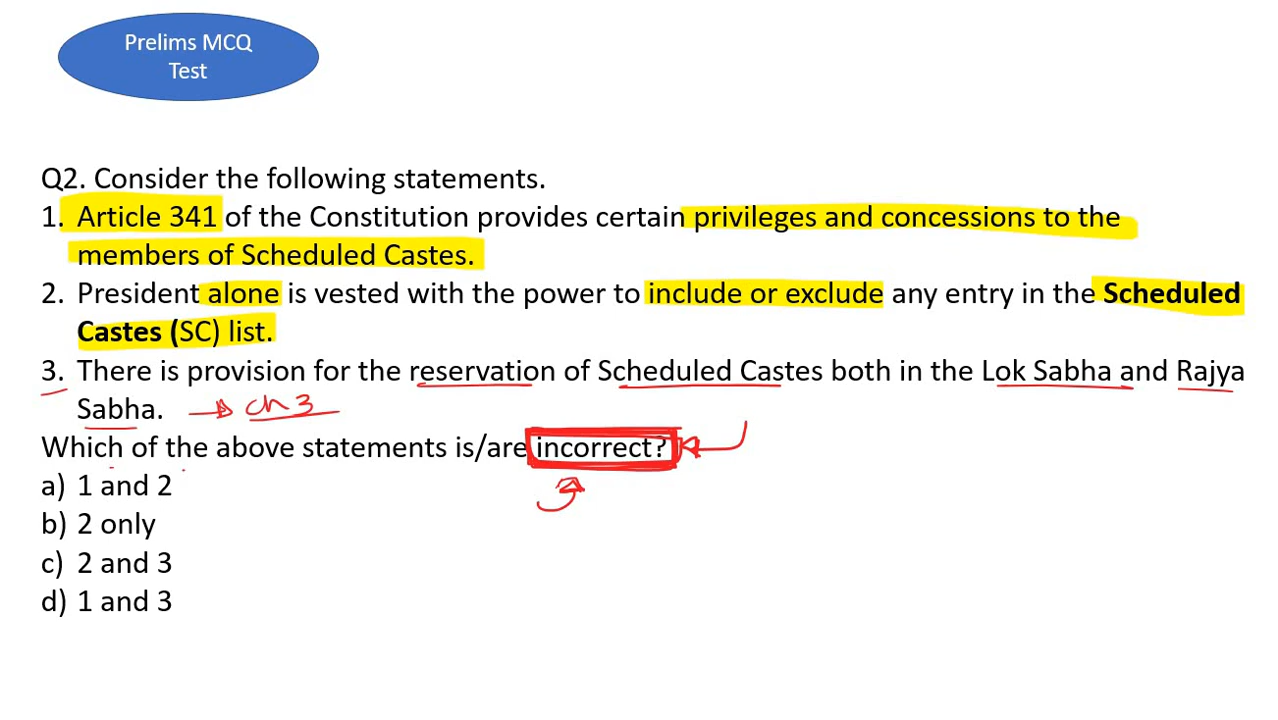 Prelims MCQ
Test
Q2. Consider the following statements.
1. Article 341 of the Constitution provides certain privileges and concessions to the
members of Scheduled Castes.
2. President alone is vested with the power to include or exclude any entry in the Scheduled
Castes (SC) list.
3. There is provision for the reservation of Scheduled Castes both in the Lok Sabha and Rajya
Sabha. → ch 3
Which of the above statements is/are incorrect?
a) 1 and 2
b) 2 only
c) 2 and 3
d) 1 and 3